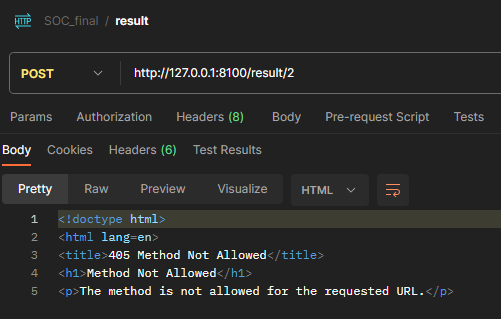 HTTP SOC_final / result
POST http://127.0.0.1:8100/result/2
Params Authorization Headers (8) Body Pre-request Script Tests
Body Cookies Headers (6) Test Results
Pretty Raw Preview Visualize HTML
1 <!doctype html>
2 <html lang=en>
3 <title>405 Method Not Allowed</title>
4 <h1>Method Not Allowed</h1>
5 <p>The method is not allowed for the requested URL.</p>